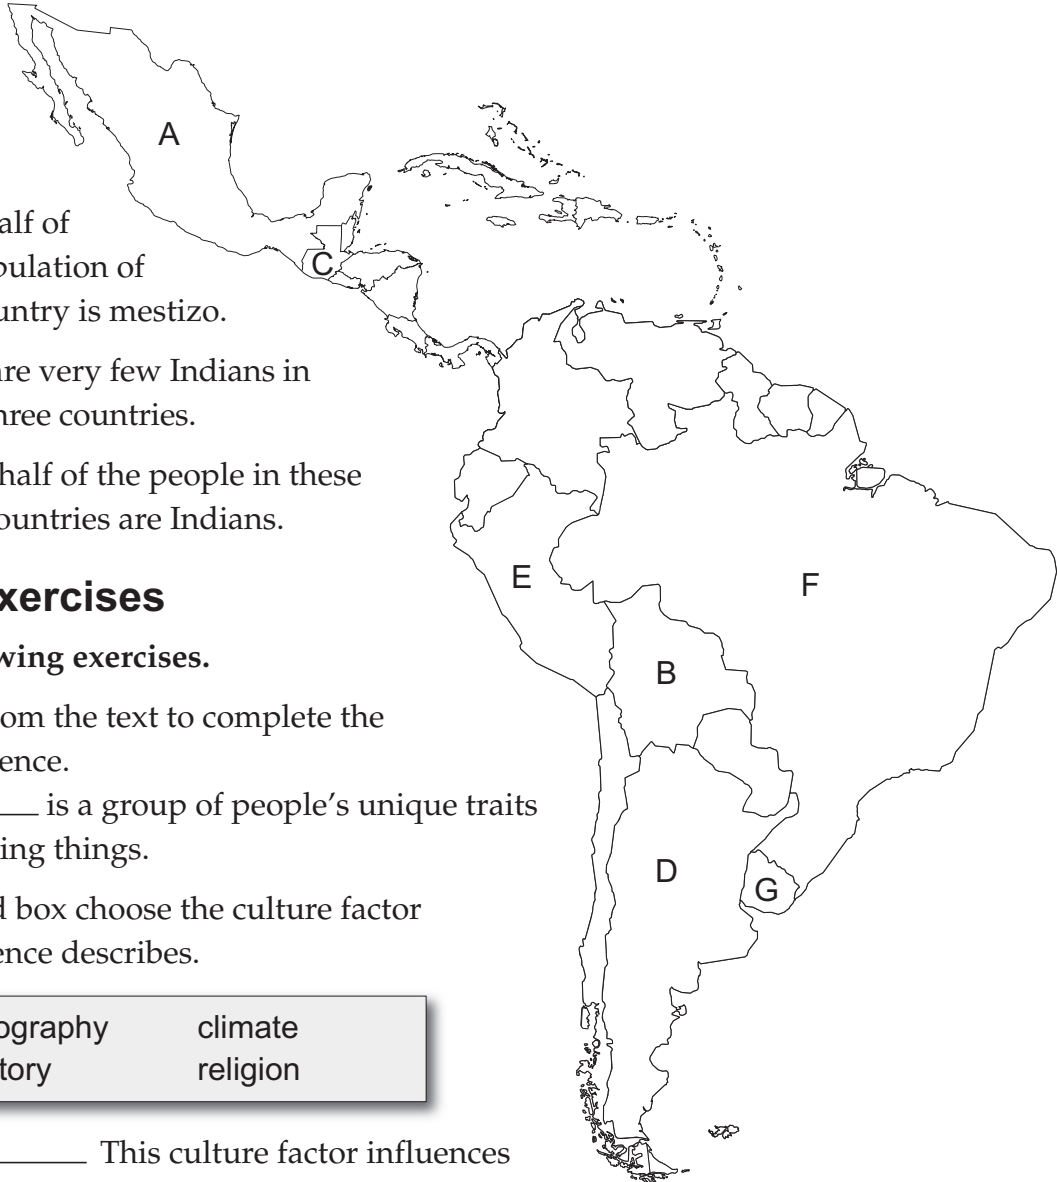 A
alf of
C
pulation of
untry is mestizo.
are very few Indians in
hree countries.
half of the people in these
ountries are Indians.
E
F
xercises
wing exercises.
B
om the text to complete the
ence.
____ is a group of people's unique traits
ing things.
D
G
d box choose the culture factor
ence describes.
ography climate
tory religion
________ This culture factor influences